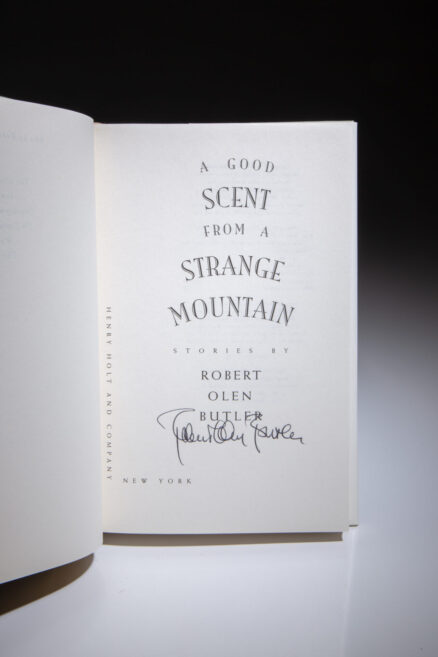 A GOOD
SCENT
FROM A
STRANGE
MOUNTAIN
STORIES BY
ROBERT
OLEN
BUTLER
Robert Olen Butler
HENRY HOLT AND COMPANY
NEW YORK